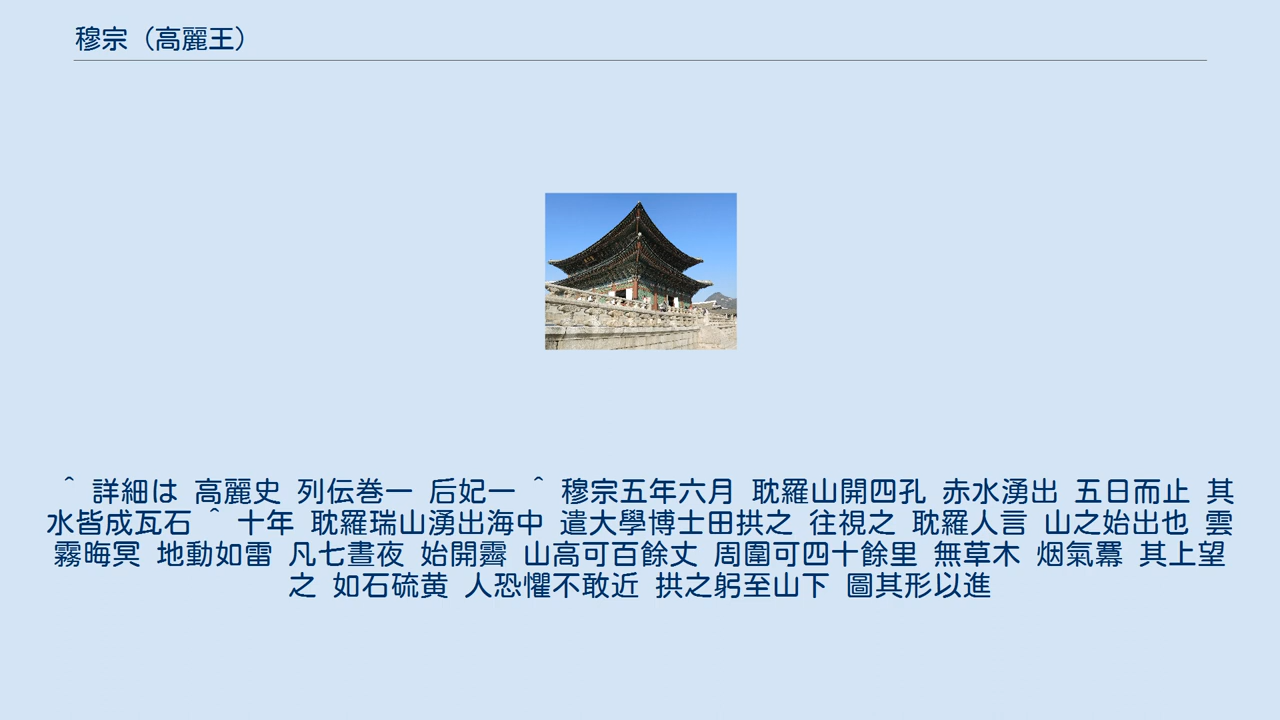 穆宗（高麗王）
^ 詳細は 高麗史 列伝巻一 后妃一 ^ 穆宗五年六月 耽羅山開四孔 赤水湧出 五日而止 其
水皆成瓦石 ^ 十年 耽羅瑞山湧出海中 遣大學博士田拱之 往視之 耽羅人言 山之始出也 雲
霧晦冥 地動如雷 凡七晝夜 始開霽 山高可百餘丈 周圍可四十餘里 無草木 烟氣羃 其上望
之 如石硫黄 人恐懼不敢近 拱之躬至山下 圖其形以進